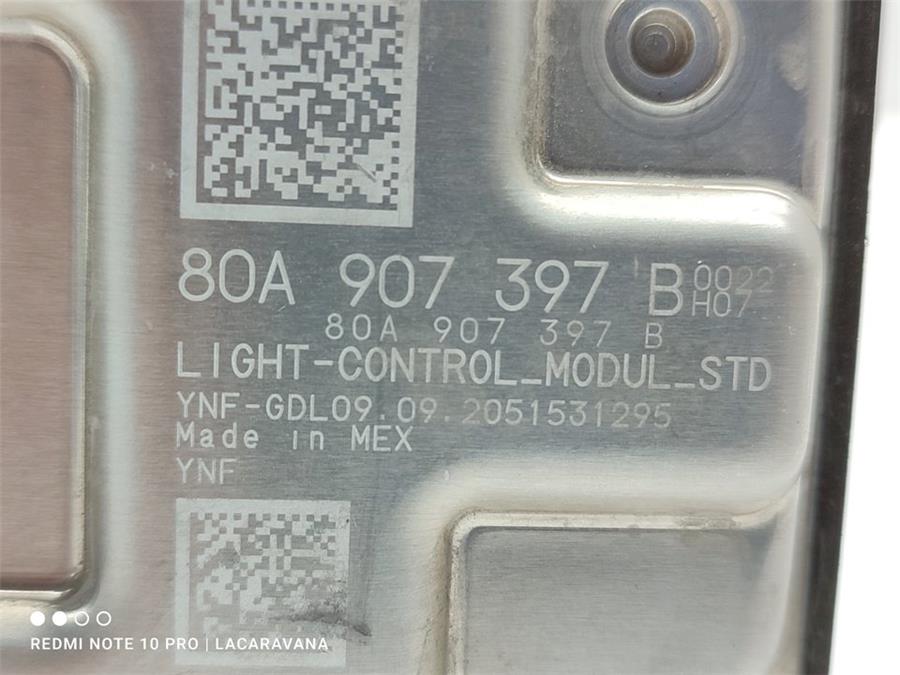 80A 907 397 B 0022
H07
80A 907 397 B
LIGHT-CONTROL_MODUL_STD
YNF-GDL09.09.2051531295
Made in MEX
YNF
REDMI NOTE 10 PRO | LACARAVANA